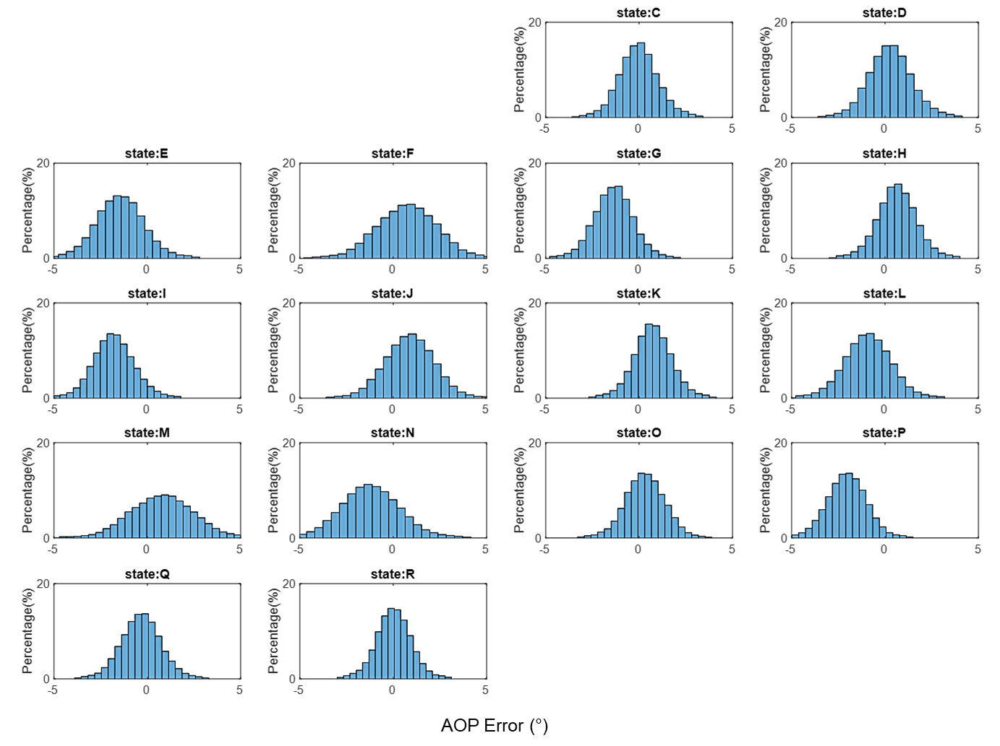 state:C
Percentage(%)
20
0
-5
0
5
state:D
Percentage(%)
20
0
-5
0
5
state:E
Percentage(%)
20
0
-5
0
5
state:F
Percentage(%)
20
0
-5
0
5
state:G
Percentage(%)
20
0
-5
0
5
state:H
Percentage(%)
20
0
-5
0
5
state:I
Percentage(%)
20
0
-5
0
5
state:J
Percentage(%)
20
0
-5
0
5
state:K
Percentage(%)
20
0
-5
0
5
state:L
Percentage(%)
20
0
-5
0
5
state:M
Percentage(%)
20
0
-5
0
5
state:N
Percentage(%)
20
0
-5
0
5
state:O
Percentage(%)
20
0
-5
0
5
state:P
Percentage(%)
20
0
-5
0
5
state:Q
Percentage(%)
20
0
-5
0
5
state:R
Percentage(%)
20
0
-5
0
5
AOP Error (°)